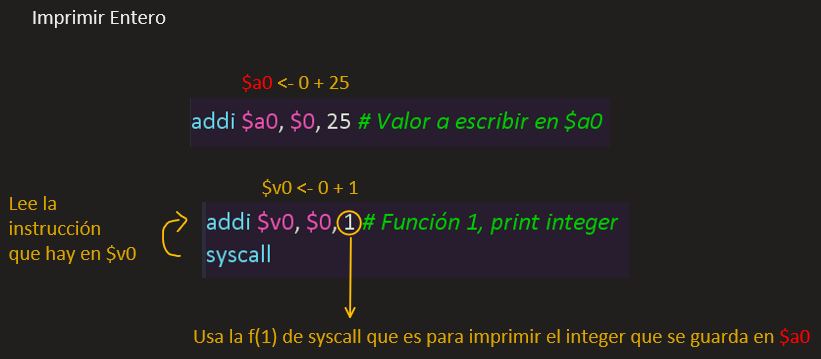 Imprimir Entero
$a0 <- 0 + 25
addi $a0, $0, 25 # Valor a escribir en $a0
$v0 <- 0 + 1
Lee la
instrucción
que hay en $v0
addi $v0, $0, 1 # Función 1, print integer
syscall
Usa la f(1) de syscall que es para imprimir el integer que se guarda en $a0